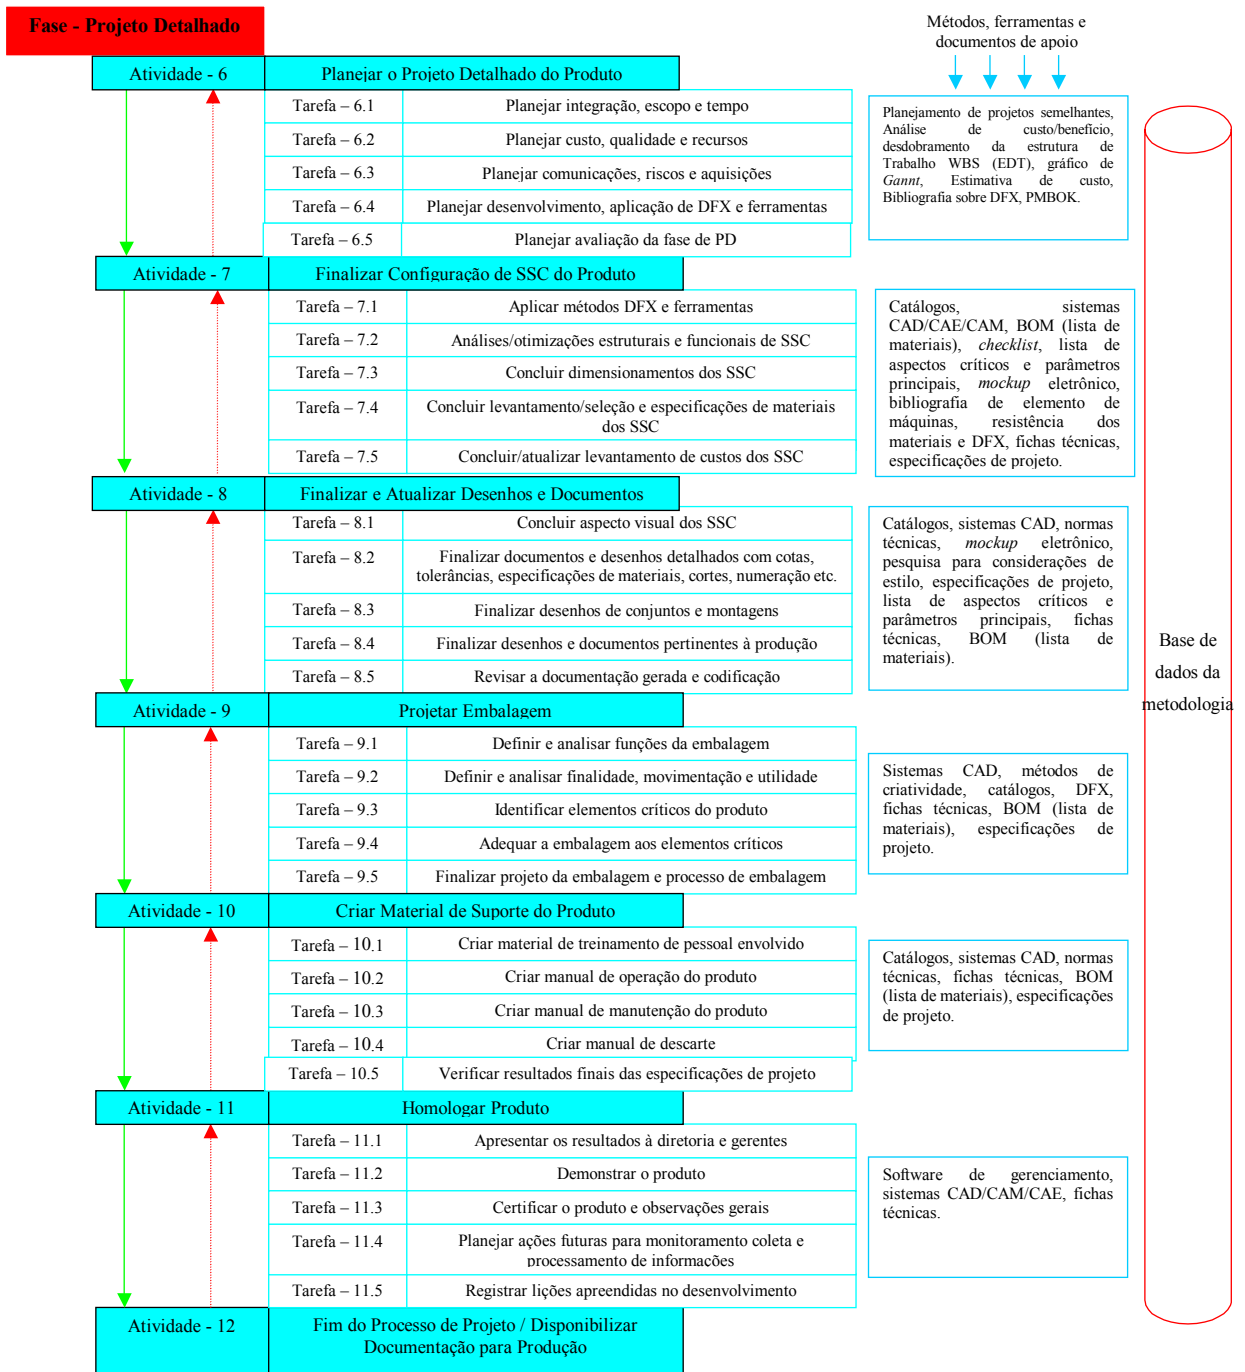 Fase - Projeto Detalhado
Métodos, ferramentas e
documentos de apoio
Atividade - 6 Planejar o Projeto Detalhado do Produto
Tarefa – 6.1 Planejar integração, escopo e tempo
Tarefa – 6.2 Planejar custo, qualidade e recursos
Tarefa – 6.3 Planejar comunicações, riscos e aquisições
Tarefa – 6.4 Planejar desenvolvimento, aplicação de DFX e ferramentas
Tarefa – 6.5 Planejar avaliação da fase de PD
Planejamento de projetos semelhantes,
Análise de custo/benefício,
desdobramento da estrutura de
Trabalho WBS (EDT), gráfico de
Gannt, Estimativa de custo,
Bibliografia sobre DFX, PMBOK.
Atividade - 7 Finalizar Configuração de SSC do Produto
Tarefa – 7.1 Aplicar métodos DFX e ferramentas
Tarefa – 7.2 Análises/otimizações estruturais e funcionais de SSC
Tarefa – 7.3 Concluir dimensionamentos dos SSC
Tarefa – 7.4 Concluir levantamento/seleção e especificações de materiais
dos SSC
Tarefa – 7.5 Concluir/atualizar levantamento de custos dos SSC
Catálogos, sistemas
CAD/CAE/CAM, BOM (lista de
materiais), checklist, lista de
aspectos críticos e parâmetros
principais, mockup eletrônico,
bibliografia de elemento de
máquinas, resistência dos
materiais e DFX, fichas técnicas,
especificações de projeto.
Atividade - 8 Finalizar e Atualizar Desenhos e Documentos
Tarefa – 8.1 Concluir aspecto visual dos SSC
Tarefa – 8.2 Finalizar documentos e desenhos detalhados com cotas,
tolerâncias, especificações de materiais, cortes, numeração etc.
Tarefa – 8.3 Finalizar desenhos de conjuntos e montagens
Tarefa – 8.4 Finalizar desenhos e documentos pertinentes à produção
Tarefa – 8.5 Revisar a documentação gerada e codificação
Catálogos, sistemas CAD, normas
técnicas, mockup eletrônico,
pesquisa para considerações de
estilo, especificações de projeto,
lista de aspectos críticos e
parâmetros principais, fichas
técnicas, BOM (lista de
materiais).
Base de
dados da
metodologia
Atividade - 9 Projetar Embalagem
Tarefa – 9.1 Definir e analisar funções da embalagem
Tarefa – 9.2 Definir e analisar finalidade, movimentação e utilidade
Tarefa – 9.3 Identificar elementos críticos do produto
Tarefa – 9.4 Adequar a embalagem aos elementos críticos
Tarefa – 9.5 Finalizar projeto da embalagem e processo de embalagem
Sistemas CAD, métodos de
criatividade, catálogos, DFX,
fichas técnicas, BOM (lista de
materiais), especificações de
projeto.
Atividade - 10 Criar Material de Suporte do Produto
Tarefa – 10.1 Criar material de treinamento de pessoal envolvido
Tarefa – 10.2 Criar manual de operação do produto
Tarefa – 10.3 Criar manual de manutenção do produto
Tarefa – 10.4 Criar manual de descarte
Tarefa – 10.5 Verificar resultados finais das especificações de projeto
Catálogos, sistemas CAD, normas
técnicas, fichas técnicas, BOM
(lista de materiais), especificações
de projeto.
Atividade - 11 Homologar Produto
Tarefa – 11.1 Apresentar os resultados à diretoria e gerentes
Tarefa – 11.2 Demonstrar o produto
Tarefa – 11.3 Certificar o produto e observações gerais
Tarefa – 11.4 Planejar ações futuras para monitoramento coleta e
processamento de informações
Tarefa – 11.5 Registrar lições apreendidas no desenvolvimento
Software de gerenciamento,
sistemas CAD/CAM/CAE, fichas
técnicas.
Atividade - 12 Fim do Processo de Projeto / Disponibilizar
Documentação para Produção